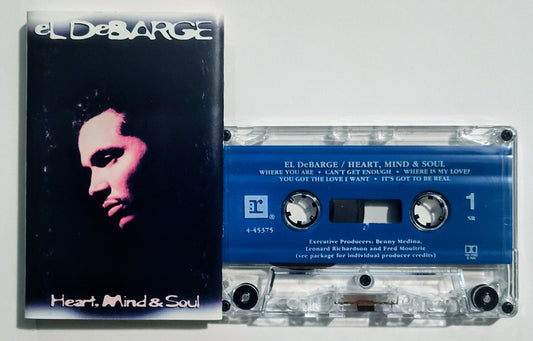 eL DeBARGE
Heart, Mind & Soul
EL DeBARGE / HEART, MIND & SOUL
WHERE YOU ARE • CAN'T GET ENOUGH • WHERE IS MY LOVE?
YOU GOT THE LOVE I WANT • IT'S GOT TO BE REAL
r
1
SR
4-45375
Executive Producers: Benny Medina,
Leonard Richardson and Fred Moultrie
(see package for individual producer credits)